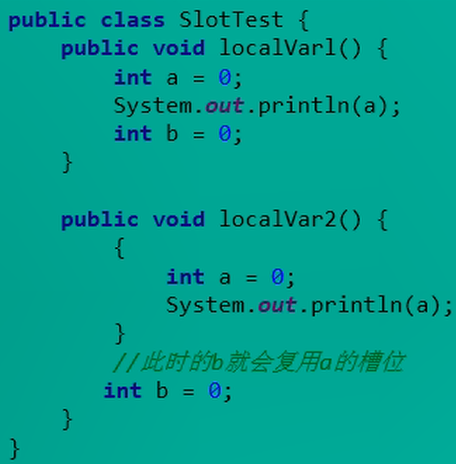 public class SlotTest {
public void localVarl() {
int a = 0;
System.out.println(a);
int b = 0;
}
public void localVar2() {
{
int a = 0;
System.out.println(a);
}
//此时的b就会复用a的槽位
int b = 0;
}
}